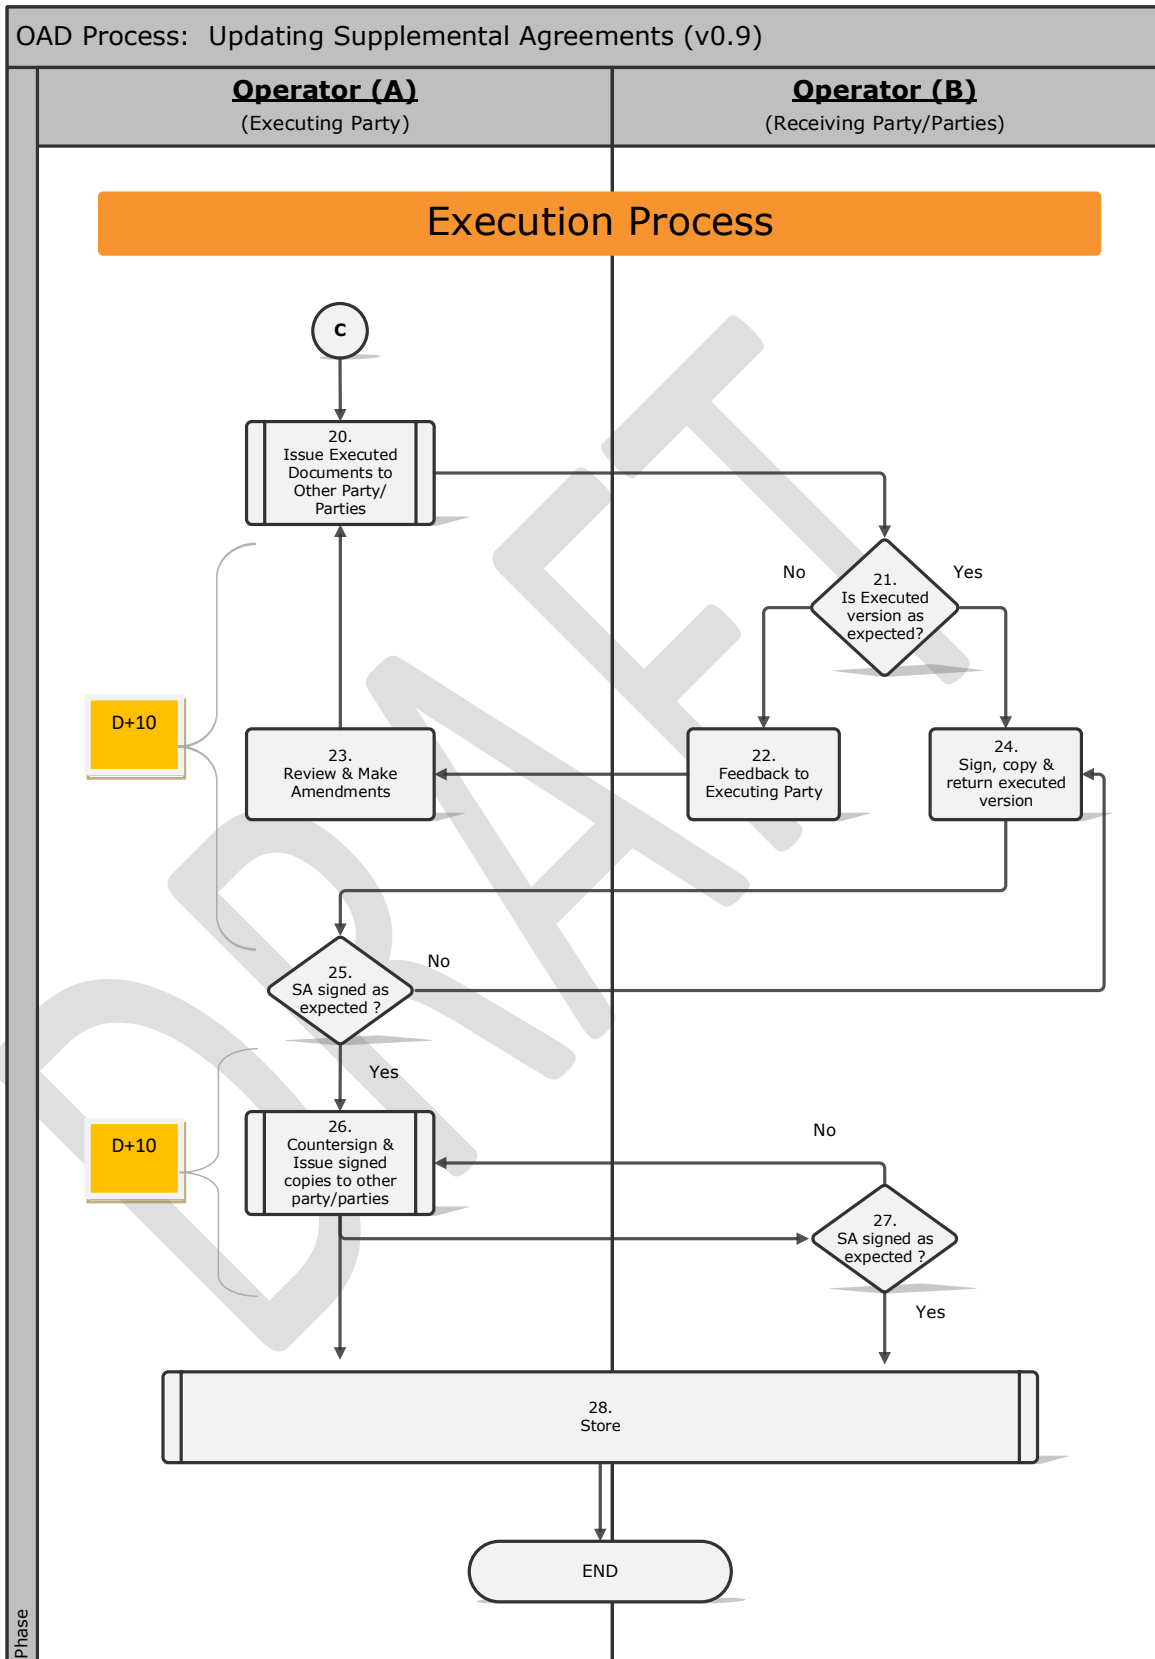 OAD Process:  Updating Supplemental Agreements (v0.9)
Operator (A)
(Executing Party)
Operator (B)
(Receiving Party/Parties)
Execution Process
C
20.
Issue Executed
Documents to
Other Party/
Parties
No
Yes
21.
Is Executed
version as
expected?
D+10
23.
Review & Make
Amendments
22.
Feedback to
Executing Party
24.
Sign, copy &
return executed
version
25.
SA signed as
expected ?
No
Yes
D+10
26.
Countersign &
Issue signed
copies to other
party/parties
No
27.
SA signed as
expected ?
Yes
28.
Store
END
Phase
DRAFT